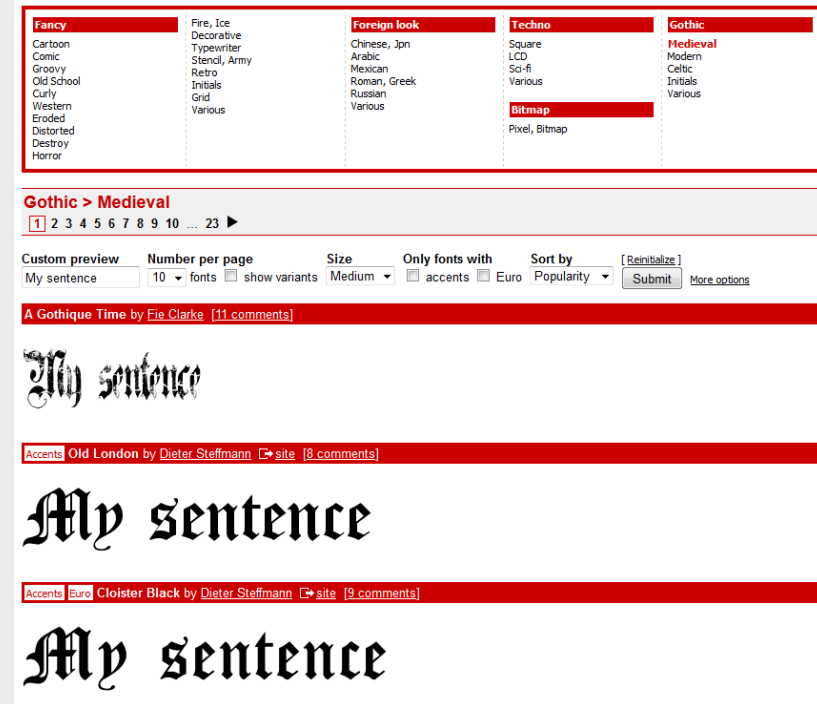 Fancy
Cartoon
Comic
Groovy
Old School
Curly
Western
Eroded
Distorted
Destroy
Horror
Fire, Ice
Decorative
Typewriter
Stencil, Army
Retro
Initials
Grid
Various
Foreign look
Chinese, Jpn
Arabic
Mexican
Roman, Greek
Russian
Various
Techno
Square
LCD
Sci-fi
Various
Bitmap
Pixel, Bitmap
Gothic
Medieval
Modern
Celtic
Initials
Various
Gothic > Medieval
1 2 3 4 5 6 7 8 9 10 ... 23
Custom preview Number per page Size Only fonts with Sort by [ Reinitialize ]
My sentence 10 fonts show variants Medium accents Euro Popularity Submit More options
A Gothique Time by Fie Clarke [11 comments]
My sentence
Accents Old London by Dieter Steffmann site [8 comments]
My sentence
Accents Euro Cloister Black by Dieter Steffmann site [9 comments]
My sentence